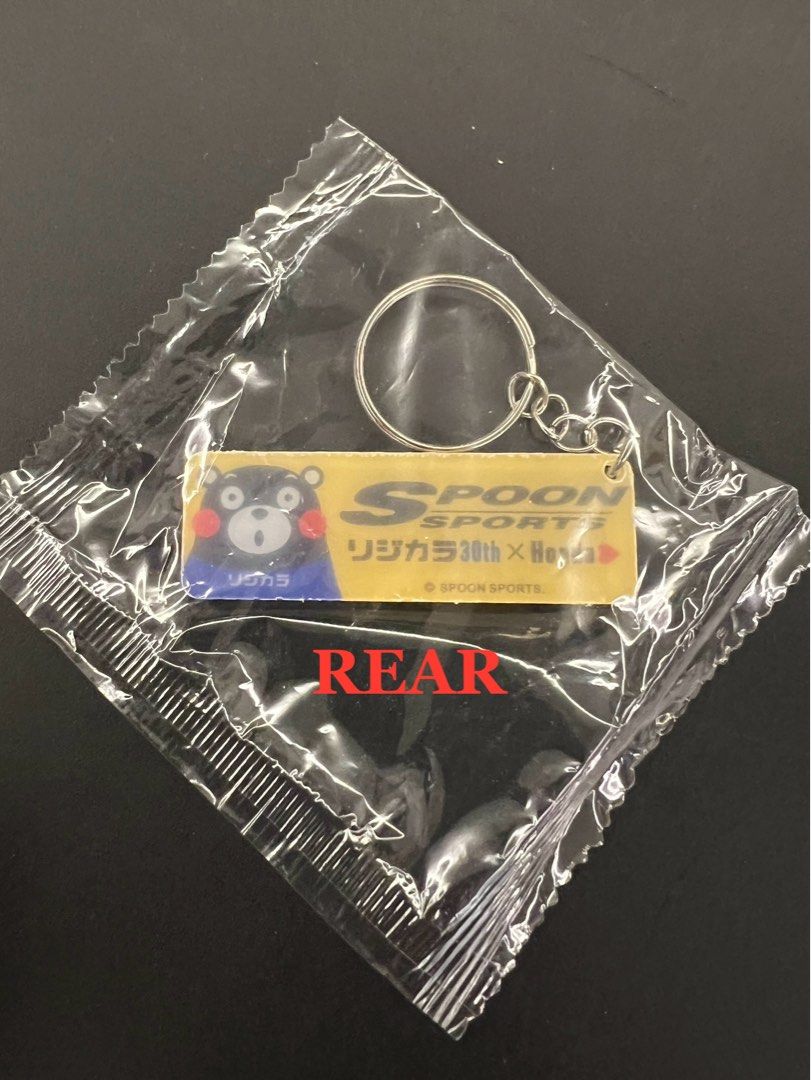 SPOON
SPORTS
リジカラ30th×Honda♥
リジカラ
© SPOON SPORTS.
REAR